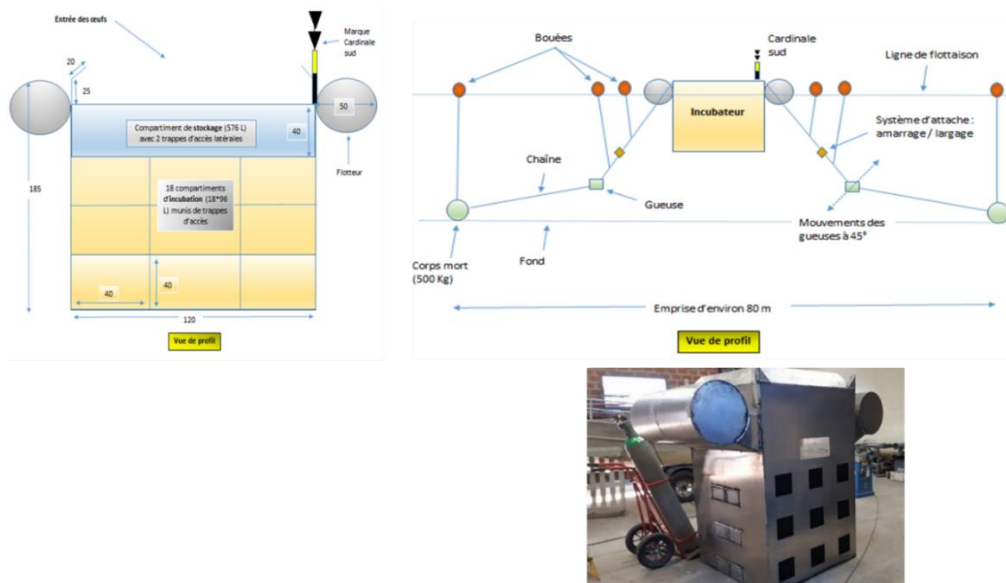 Entrée des œufs
Marque
Cardinale
sud
20
25
50
Compartiment de stockage (576 L)
avec 2 trappes d'accès latérales
40
Flotteur
185
18 compartiments
d'incubation (18*96
L) munis de trappes
d'accès
40
40
120
Vue de profil
Bouées
Cardinale
sud
Ligne de flottaison
Incubateur
Système d'attache :
amarrage / largage
Chaîne
Gueuse
Mouvements des
gueuses à 45°
Corps mort
(500 Kg)
Fond
Emprise d'environ 80 m
Vue de profil